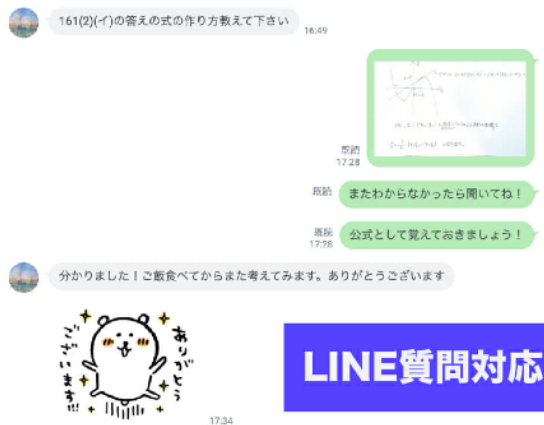 161(2)(イ)の答えの式の作り方教えて下さい
16:49
既読
17:28
既読
またわからなかったら聞いてね！
既読
17:28
公式として覚えておきましょう！
分かりました！ご飯食べてからまた考えてみます。ありがとうございます
ありがとう
ございます!!!
17:34
LINE質問対応